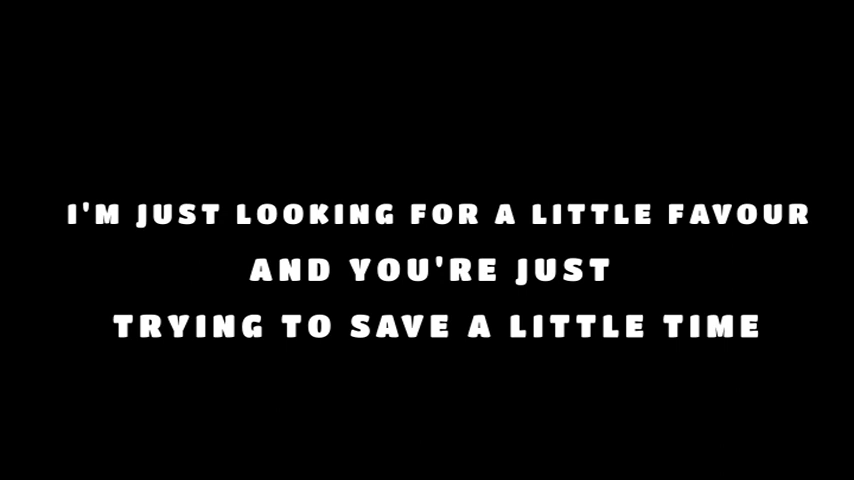 I'M JUST LOOKING FOR A LITTLE FAVOUR
AND YOU'RE JUST
TRYING TO SAVE A LITTLE TIME